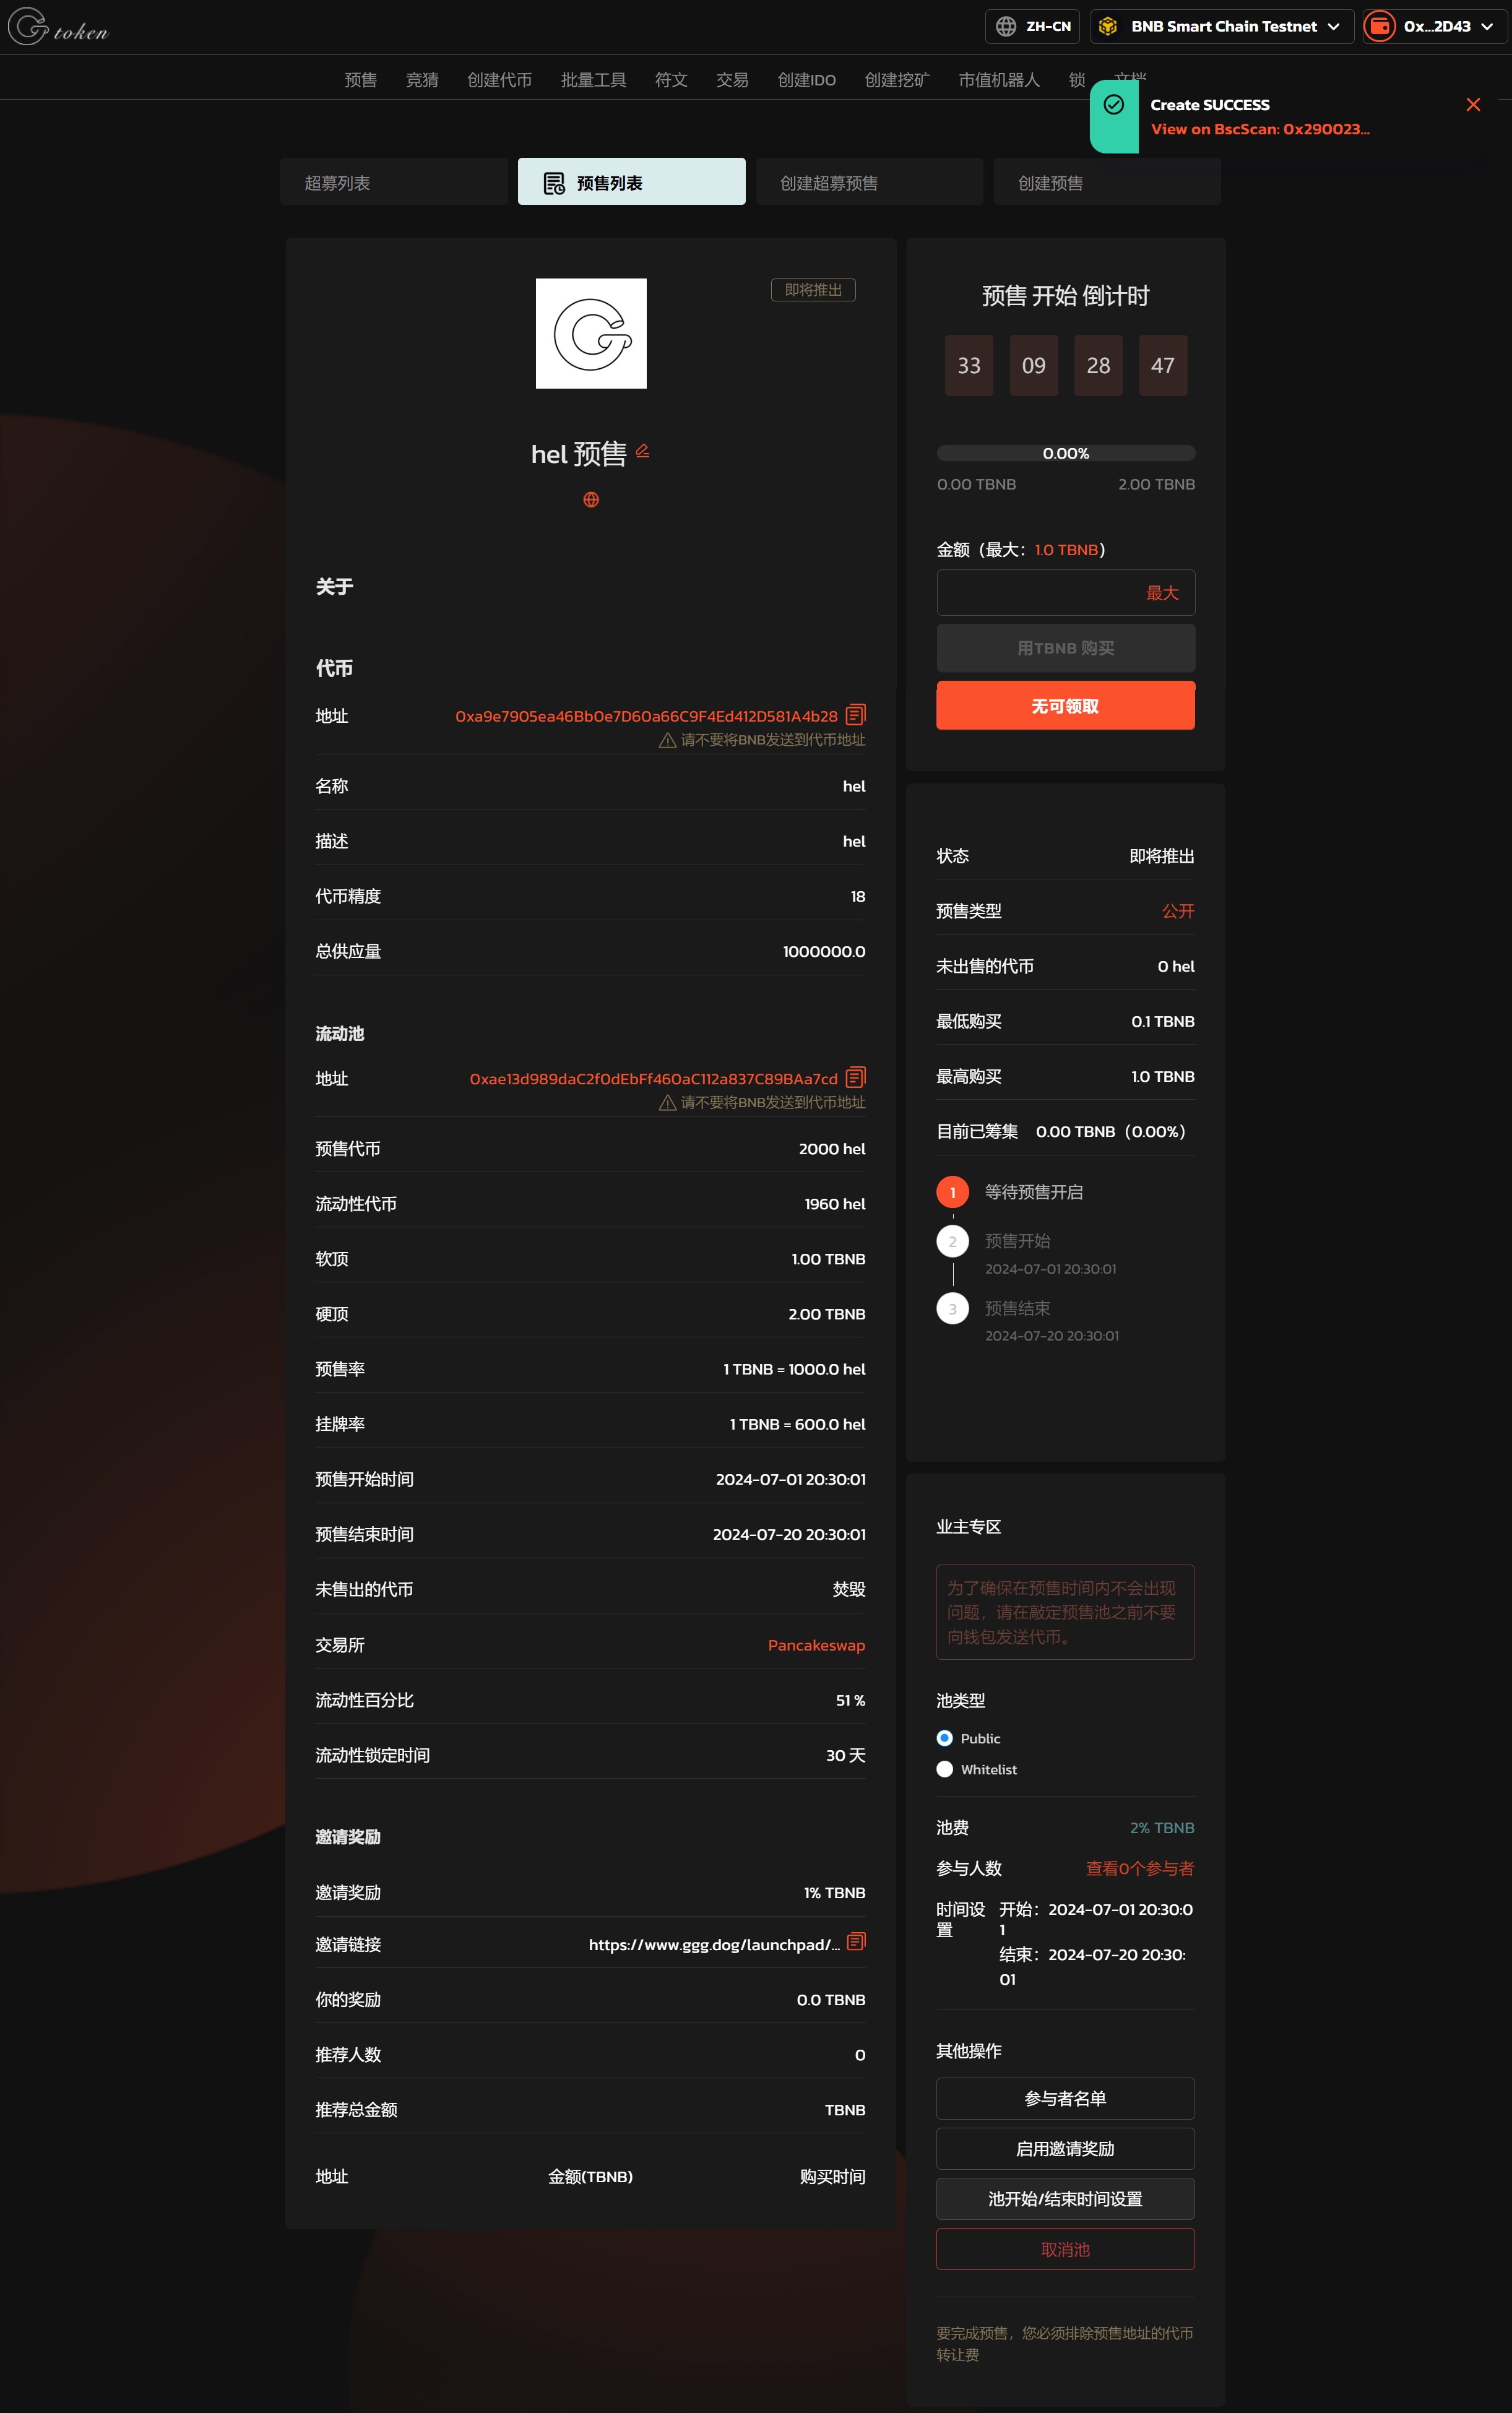 Gtoken
ZH-CN
BNB Smart Chain Testnet
0x...2D43
预售 竞猜 创建代币 批量工具 符文 交易 创建IDO 创建挖矿 市值机器人 锁 文档
Create SUCCESS
View on BscScan: 0x290023...
超募列表
预售列表
创建超募预售
创建预售
即将推出
hel 预售
关于
代币
地址 0xa9e7905ea46Bb0e7D60a66C9F4Ed412D581A4b28
请不要将BNB发送到代币地址
名称 hel
描述 hel
代币精度 18
总供应量 1000000.0
流动池
地址 0xae13d989daC2f0dEbFf460aC112a837C89BAa7cd
请不要将BNB发送到代币地址
预售代币 2000 hel
流动性代币 1960 hel
软顶 1.00 TBNB
硬顶 2.00 TBNB
预售率 1 TBNB = 1000.0 hel
挂牌率 1 TBNB = 600.0 hel
预售开始时间 2024-07-01 20:30:01
预售结束时间 2024-07-20 20:30:01
未售出的代币 焚毁
交易所 Pancakeswap
流动性百分比 51 %
流动性锁定时间 30 天
邀请奖励
邀请奖励 1% TBNB
邀请链接 https://www.ggg.dog/launchpad/...
你的奖励 0.0 TBNB
推荐人数 0
推荐总金额 TBNB
地址 金额(TBNB) 购买时间
预售 开始 倒计时
33 09 28 47
0.00%
0.00 TBNB 2.00 TBNB
金额（最大：1.0 TBNB）
最大
用TBNB 购买
无可领取
状态 即将推出
预售类型 公开
未出售的代币 0 hel
最低购买 0.1 TBNB
最高购买 1.0 TBNB
目前已筹集 0.00 TBNB（0.00%）
1 等待预售开启
2 预售开始
2024-07-01 20:30:01
3 预售结束
2024-07-20 20:30:01
业主专区
为了确保在预售时间内不会出现
问题，请在敲定预售池之前不要
向钱包发送代币。
池类型
Public
Whitelist
池费 2% TBNB
参与人数 查看0个参与者
时间设 开始：2024-07-01 20:30:0
置 1
结束：2024-07-20 20:30:
01
其他操作
参与者名单
启用邀请奖励
池开始/结束时间设置
取消池
要完成预售，您必须排除预售地址的代币
转让费